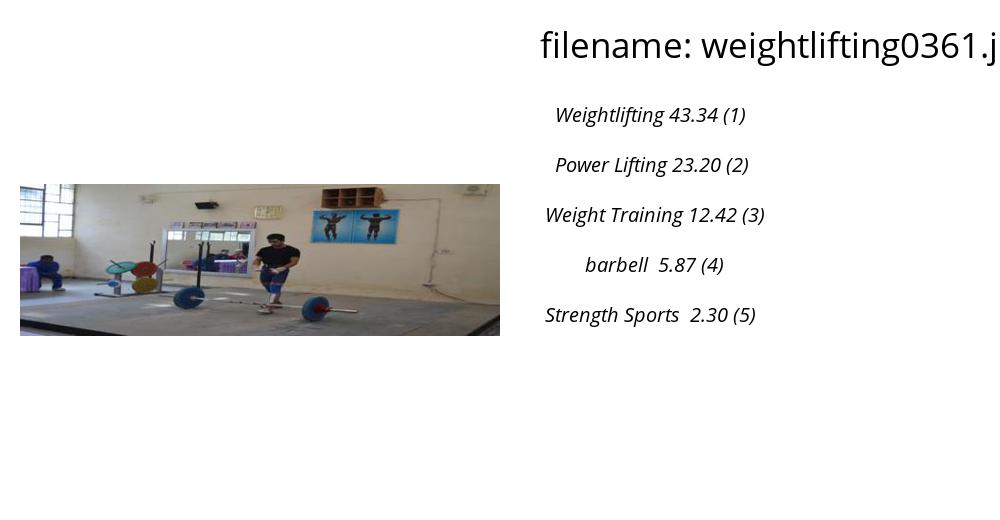 filename: weightlifting0361.j
Weightlifting 43.34 (1)
Power Lifting 23.20 (2)
Weight Training 12.42 (3)
barbell 5.87 (4)
Strength Sports 2.30 (5)